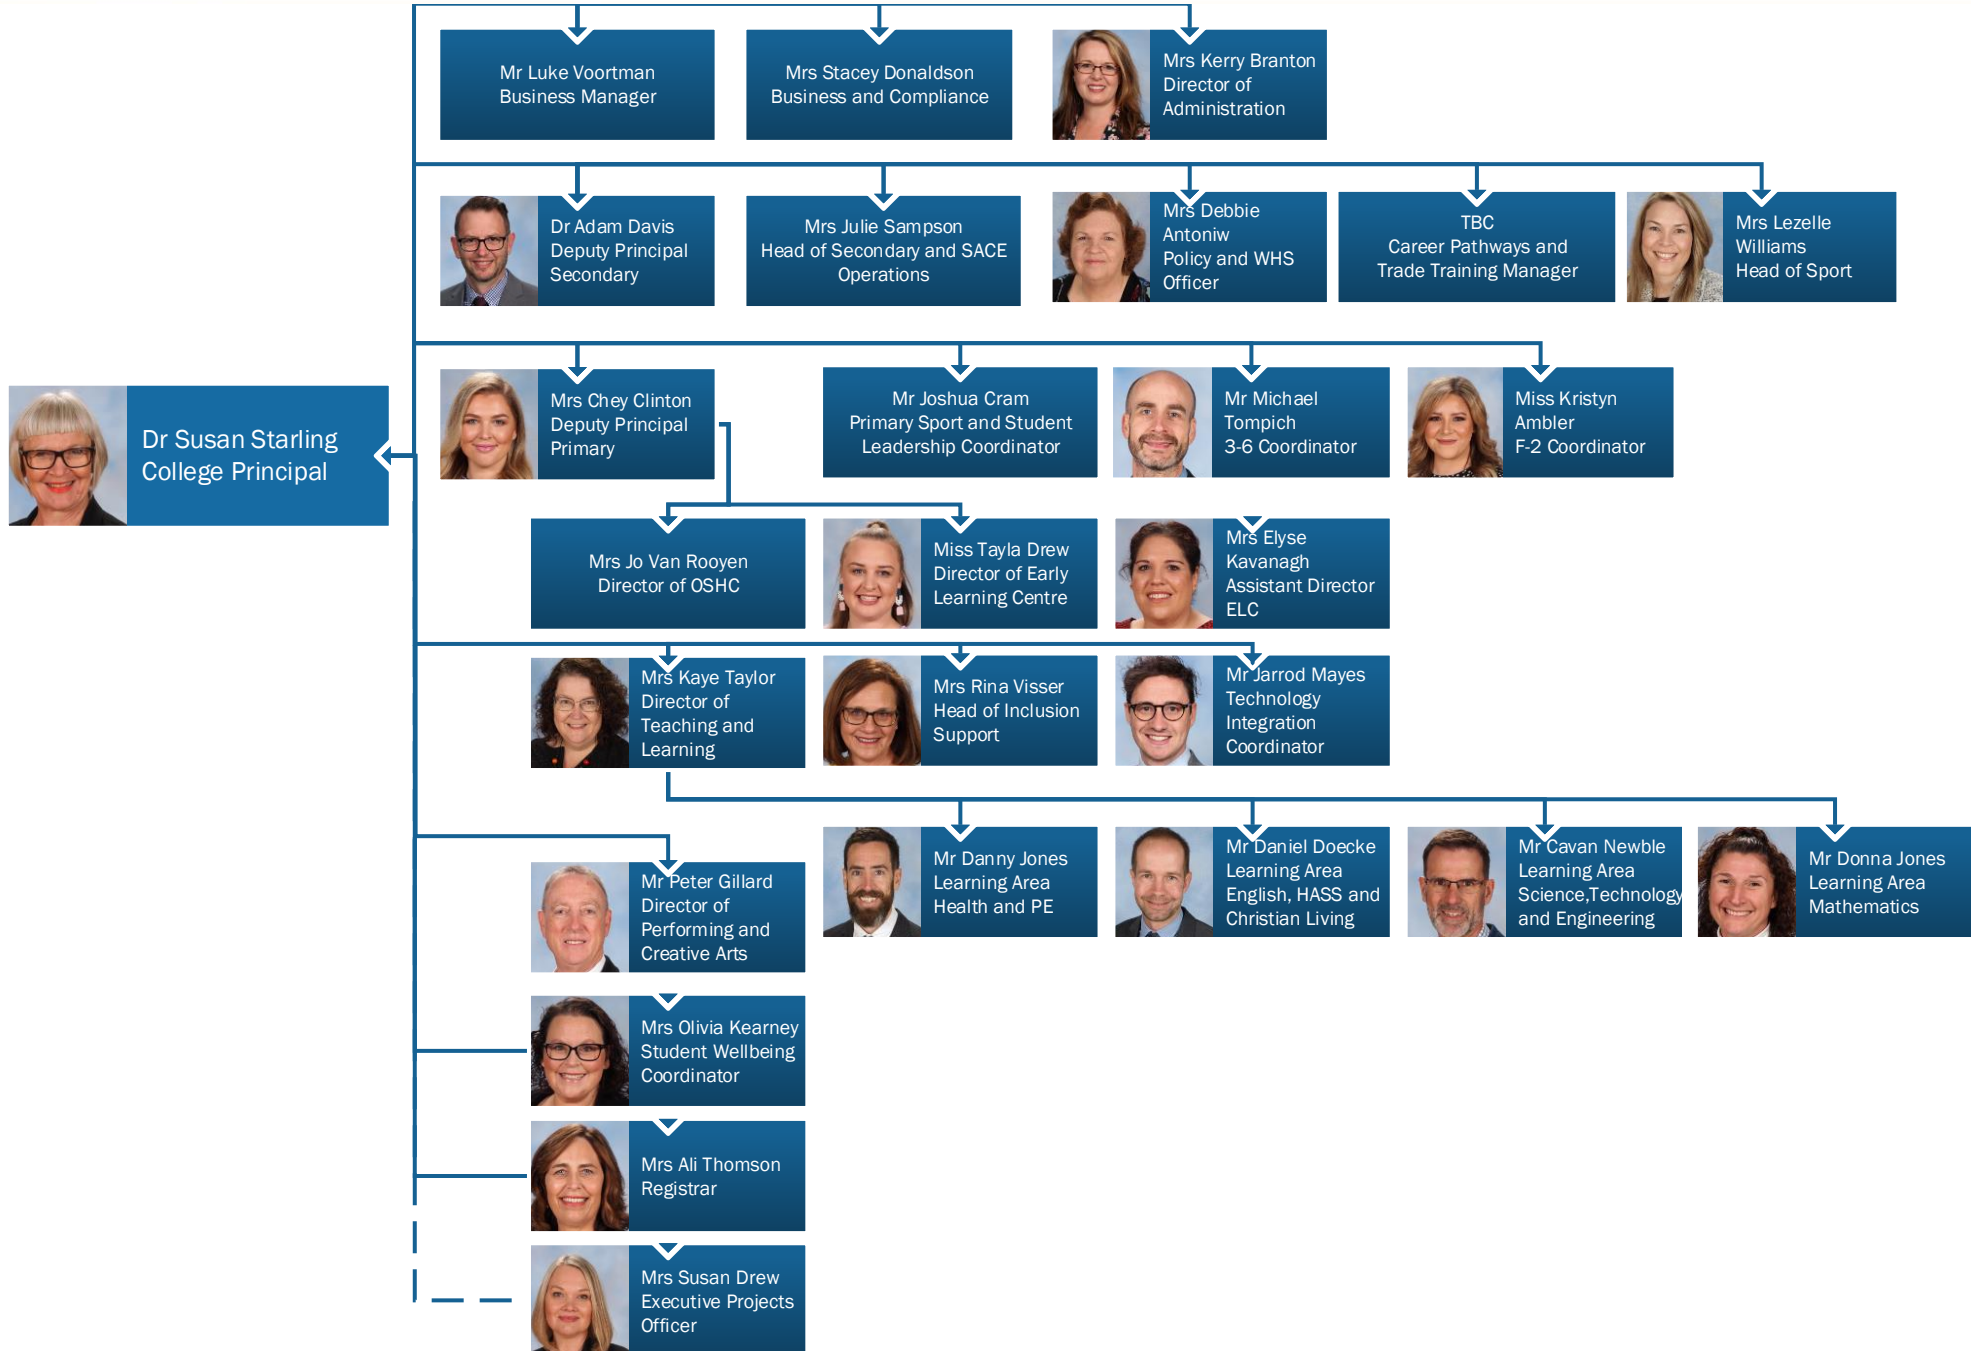 Mr Luke Voortman
Business Manager
Mrs Stacey Donaldson
Business and Compliance
Mrs Kerry Branton
Director of
Administration
Dr Adam Davis
Deputy Principal
Secondary
Mrs Julie Sampson
Head of Secondary and SACE
Operations
Mrs Debbie
Antoniw
Policy and WHS
Officer
TBC
Career Pathways and
Trade Training Manager
Mrs Lezelle
Williams
Head of Sport
Dr Susan Starling
College Principal
Mrs Chey Clinton
Deputy Principal
Primary
Mr Joshua Cram
Primary Sport and Student
Leadership Coordinator
Mr Michael
Tompich
3-6 Coordinator
Miss Kristyn
Ambler
F-2 Coordinator
Mrs Jo Van Rooyen
Director of OSHC
Miss Tayla Drew
Director of Early
Learning Centre
Mrs Elyse
Kavanagh
Assistant Director
ELC
Mrs Kaye Taylor
Director of
Teaching and
Learning
Mrs Rina Visser
Head of Inclusion
Support
Mr Jarrod Mayes
Technology
Integration
Coordinator
Mr Danny Jones
Learning Area
Health and PE
Mr Daniel Doecke
Learning Area
English, HASS and
Christian Living
Mr Cavan Newble
Learning Area
Science,Technology
and Engineering
Mr Donna Jones
Learning Area
Mathematics
Mr Peter Gillard
Director of
Performing and
Creative Arts
Mrs Olivia Kearney
Student Wellbeing
Coordinator
Mrs Ali Thomson
Registrar
Mrs Susan Drew
Executive Projects
Officer